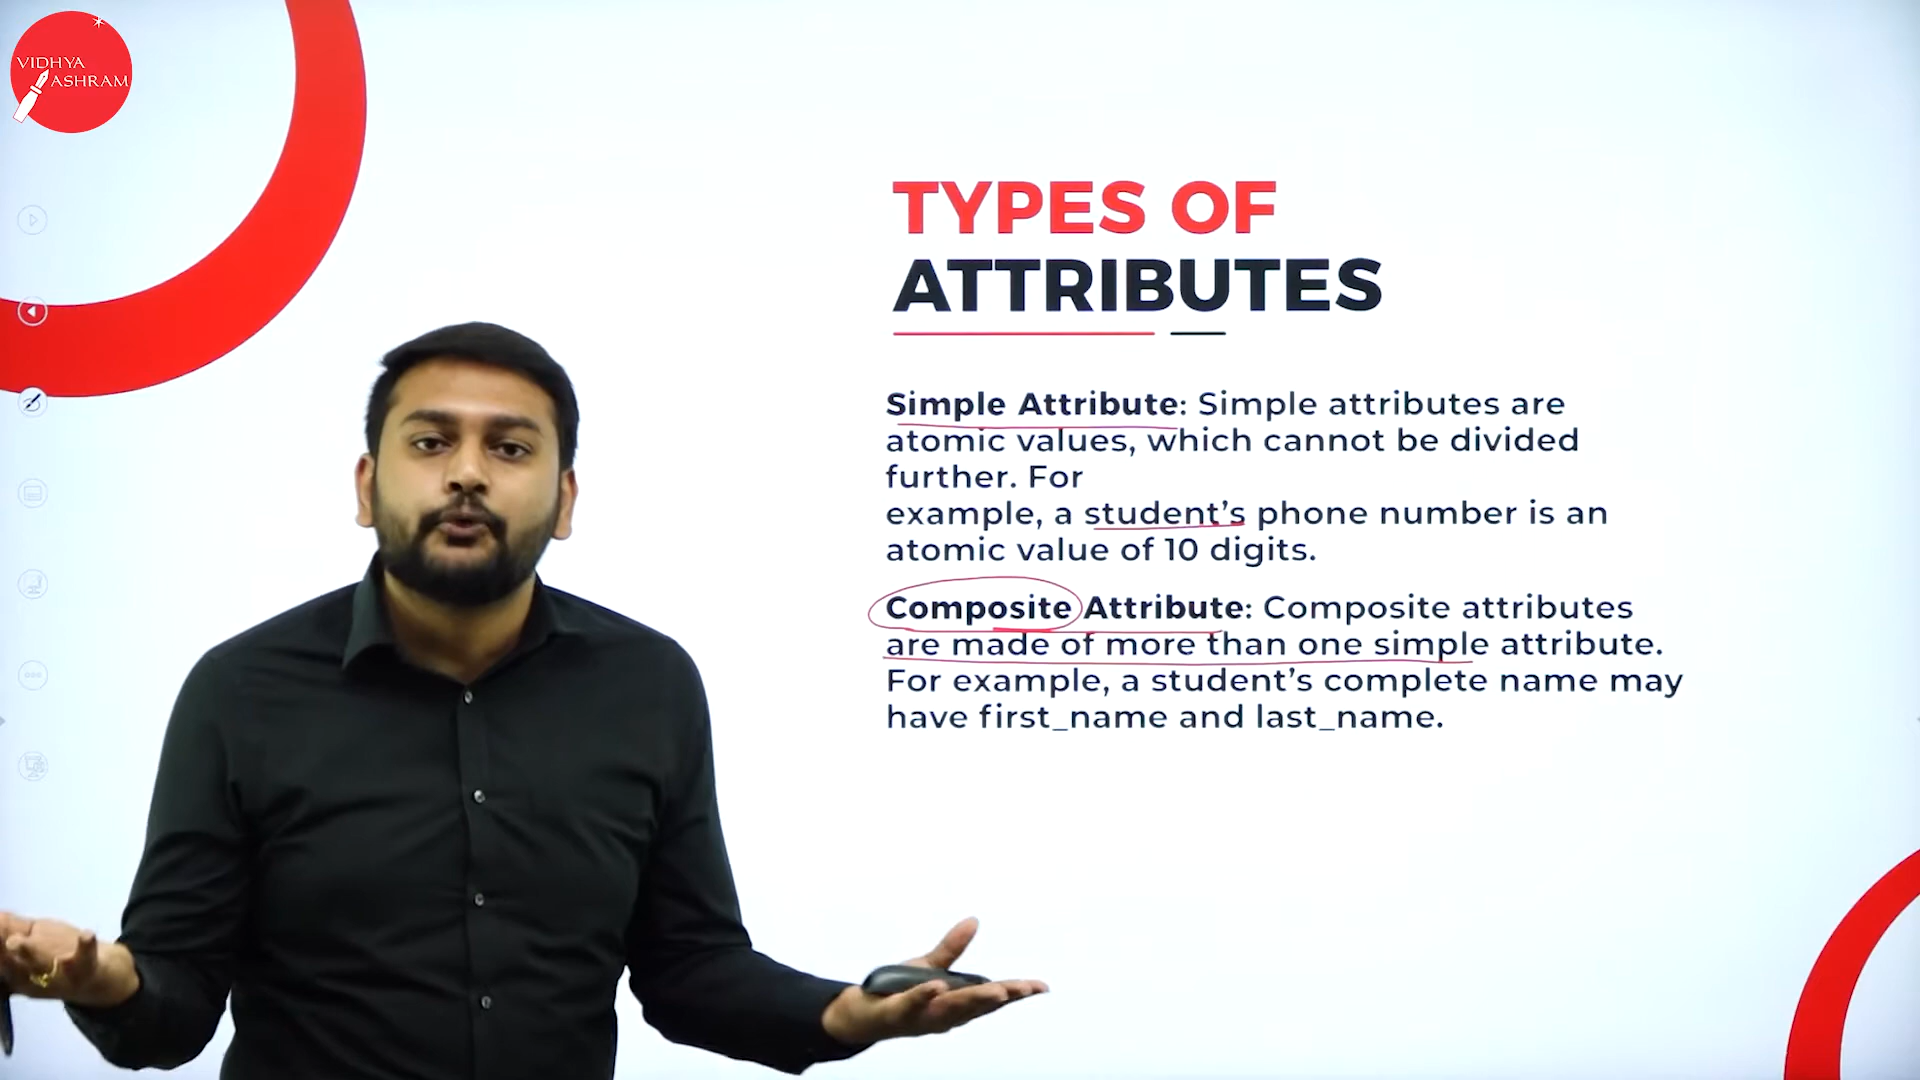 VIDHYA
ASHRAM
TYPES OF
ATTRIBUTES
Simple Attribute: Simple attributes are
atomic values, which cannot be divided
further. For
example, a student's phone number is an
atomic value of 10 digits.
Composite Attribute: Composite attributes
are made of more than one simple attribute.
For example, a student's complete name may
have first_name and last_name.